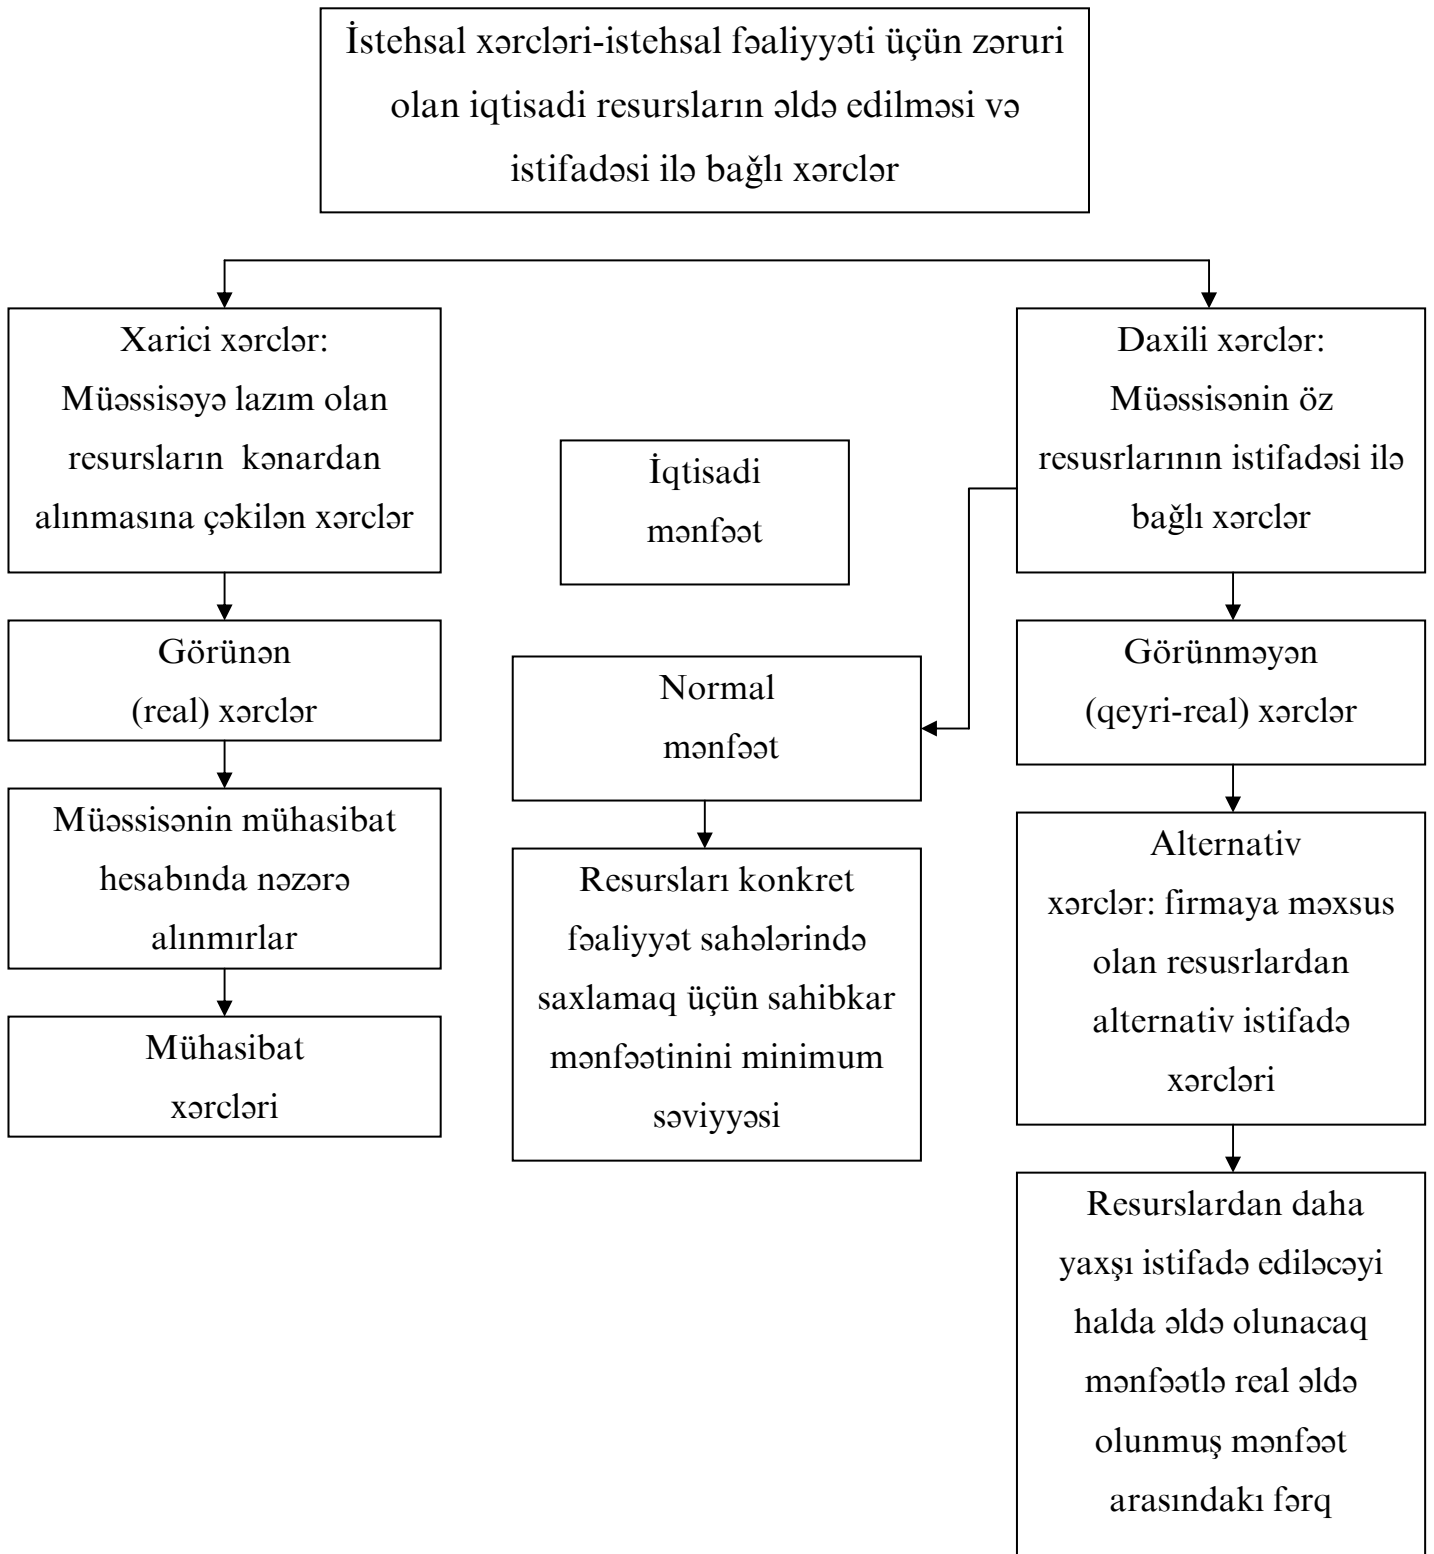 İstehsal xərcləri-istehsal fəaliyyəti üçün zəruri
olan iqtisadi resursların əldə edilməsi və
istifadəsi ilə bağlı xərclər
Xarici xərclər:
Müəssisəyə lazım olan
resursların kənardan
alınmasına çəkilən xərclər
Görünən
(real) xərclər
Müəssisənin mühasibat
hesabında nəzərə
alınmırlar
Mühasibat
xərcləri
İqtisadi
mənfəət
Normal
mənfəət
Resursları konkret
fəaliyyət sahələrində
saxlamaq üçün sahibkar
mənfəətinini minimum
səviyyəsi
Daxili xərclər:
Müəssisənin öz
resusrlarının istifadəsi ilə
bağlı xərclər
Görünməyən
(qeyri-real) xərclər
Alternativ
xərclər: firmaya məxsus
olan resusrlardan
alternativ istifadə
xərcləri
Resurslardan daha
yaxşı istifadə ediləcəyi
halda əldə olunacaq
mənfəətlə real əldə
olunmuş mənfəət
arasındakı fərq